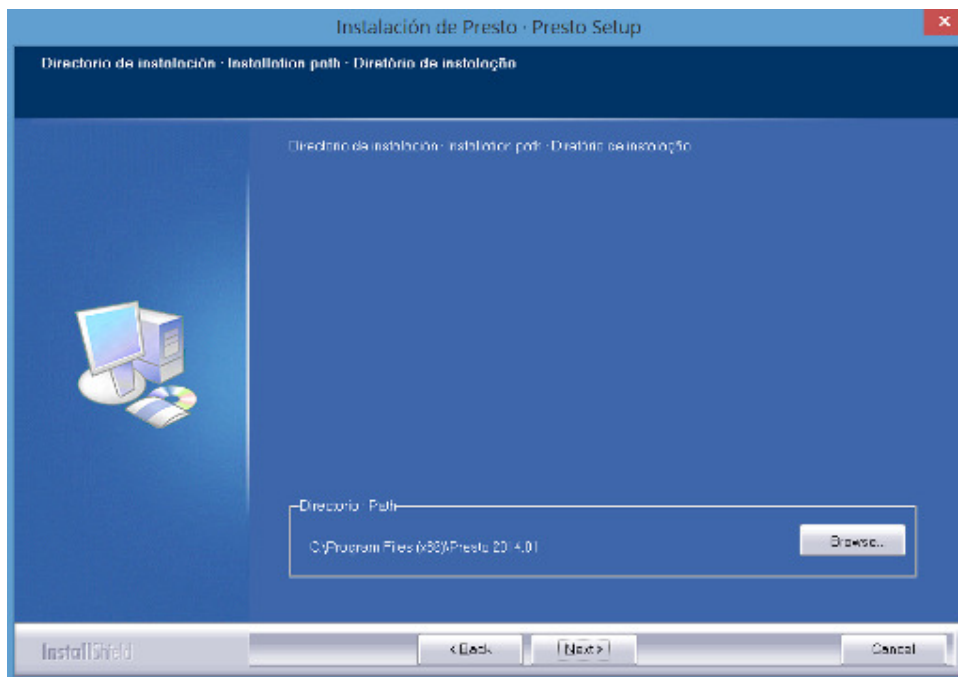 Instalación de Presto · Presto Setup
Directorio de instalación · Installation path · Diretório de instalação
Directorio de instalación · Installation path · Diretório de instalação
Directorio · Path
C:\Program Files (x86)\Presto 2014.01
Browse...
InstallShield
< Back
Next >
Cancel